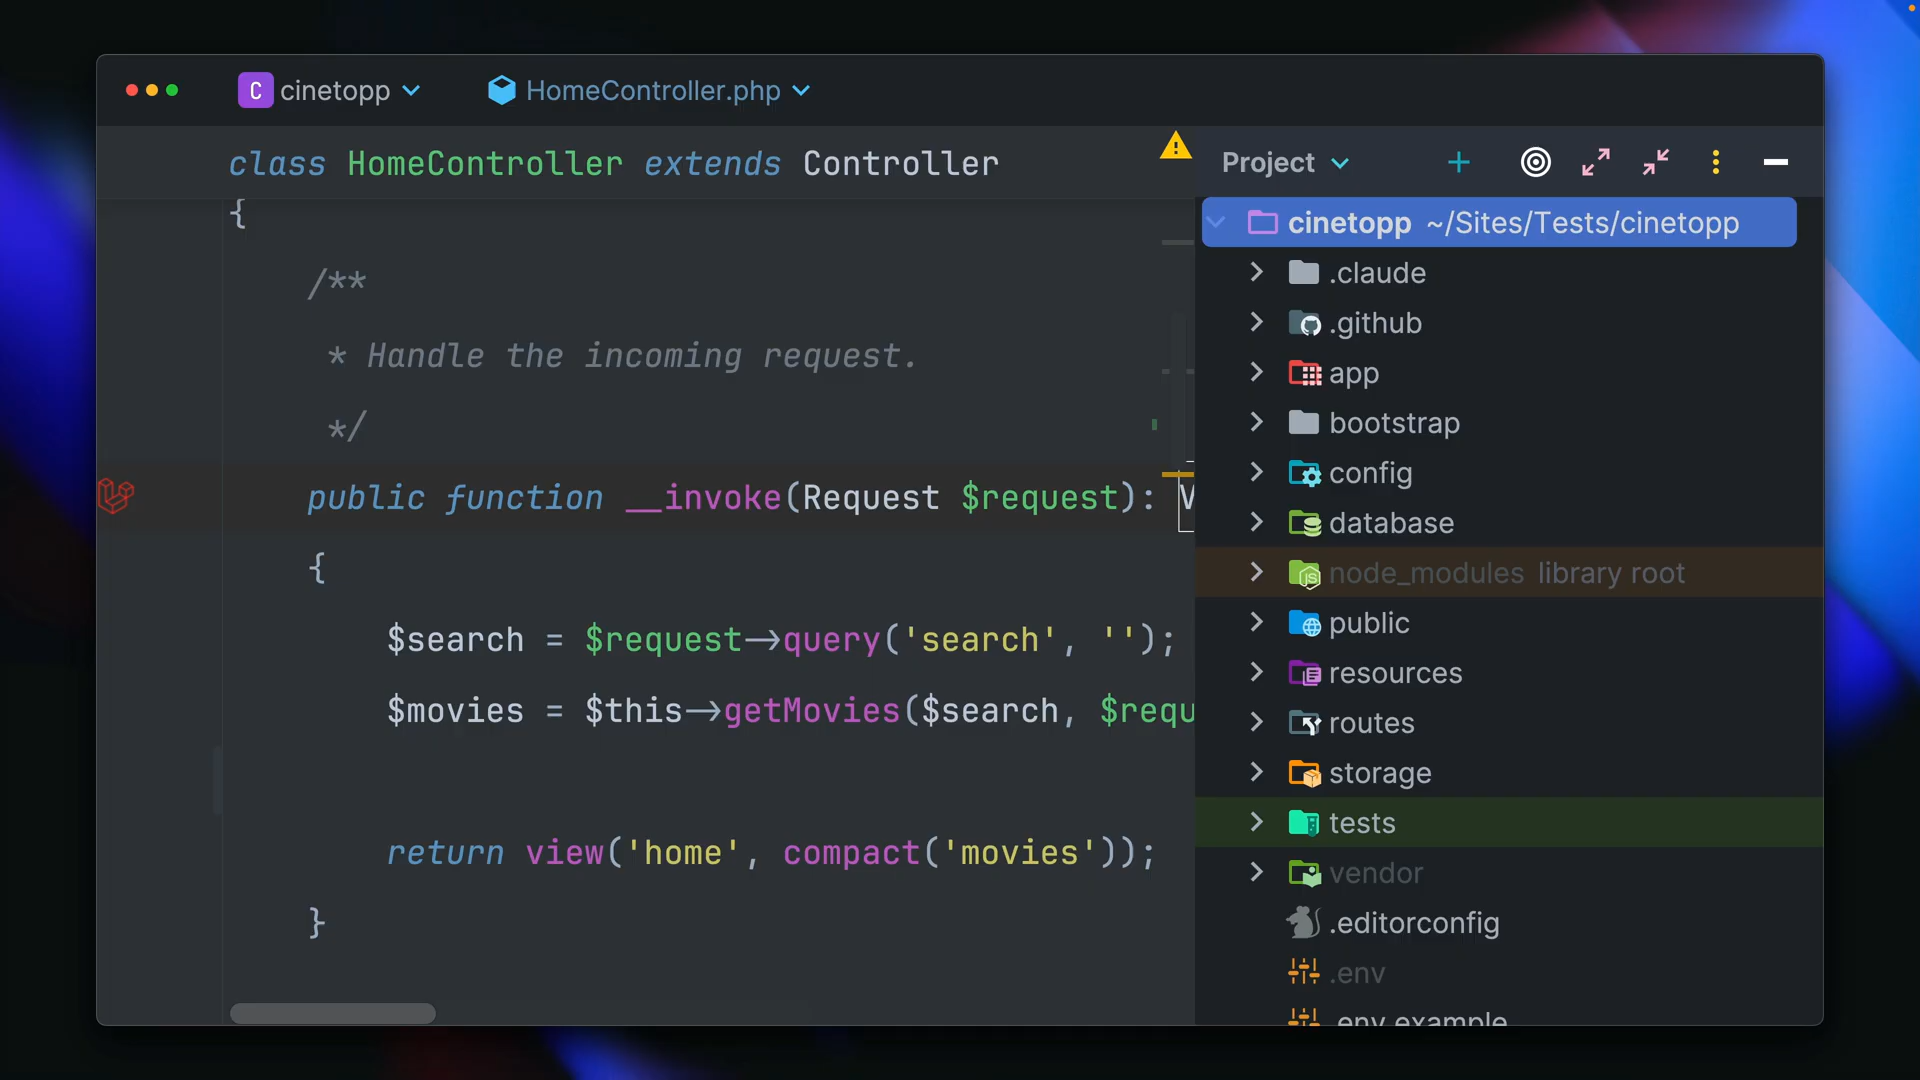 C cinetopp
HomeController.php
class HomeController extends Controller
{
/**
* Handle the incoming request.
*/
public function __invoke(Request $request): V
{
$search = $request->query('search', '');
$movies = $this->getMovies($search, $requ
return view('home', compact('movies'));
}
Project
cinetopp ~/Sites/Tests/cinetopp
.claude
.github
app
bootstrap
config
database
node_modules library root
public
resources
routes
storage
tests
vendor
.editorconfig
.env
.env.example